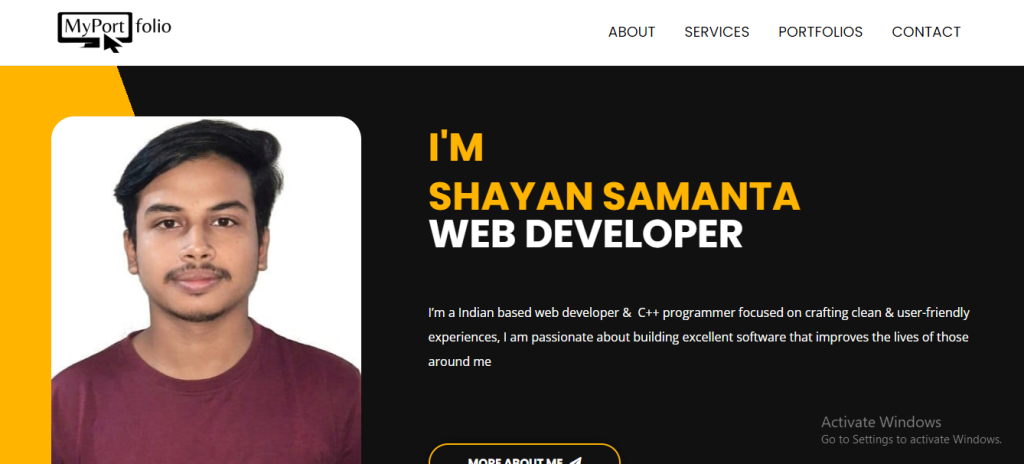 MyPort folio
ABOUT SERVICES PORTFOLIOS CONTACT
I'M
SHAYAN SAMANTA
WEB DEVELOPER
I'm a Indian based web developer & C++ programmer focused on crafting clean & user-friendly
experiences, I am passionate about building excellent software that improves the lives of those
around me
Activate Windows
Go to Settings to activate Windows.
MORE ABOUT ME